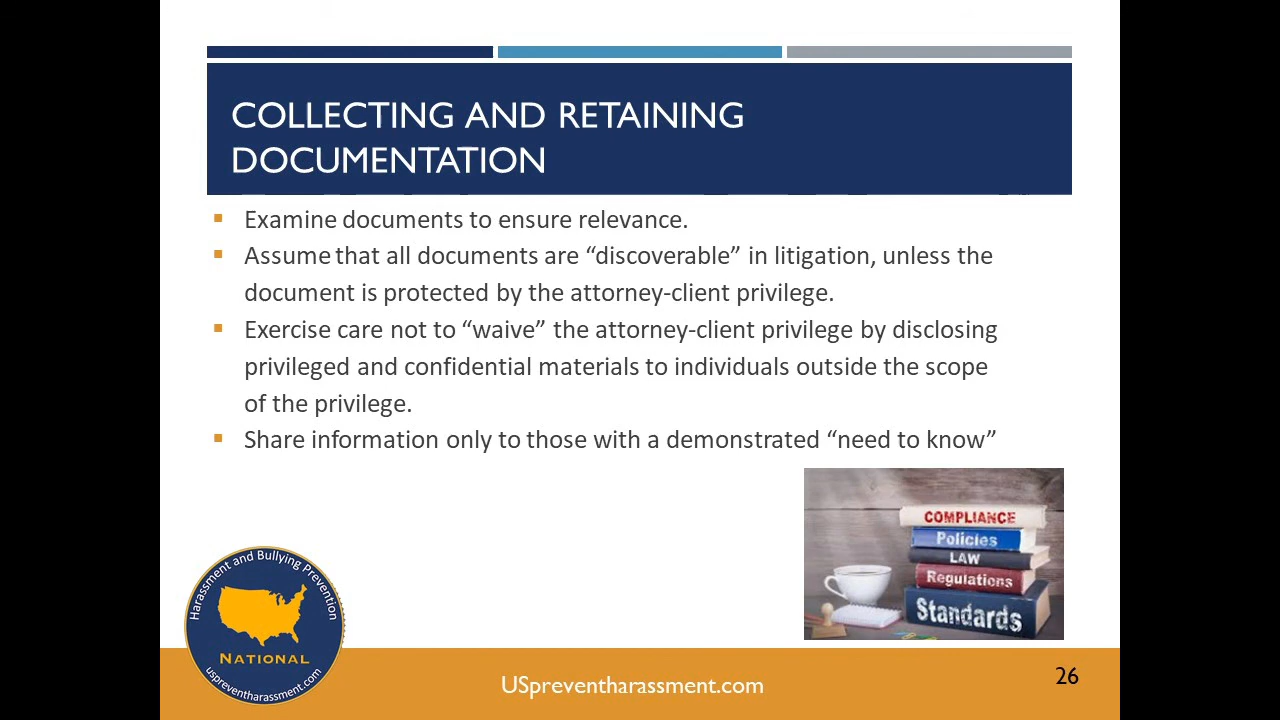 COLLECTING AND RETAINING
DOCUMENTATION
Examine documents to ensure relevance.
Assume that all documents are “discoverable” in litigation, unless the
document is protected by the attorney-client privilege.
Exercise care not to “waive” the attorney-client privilege by disclosing
privileged and confidential materials to individuals outside the scope
of the privilege.
Share information only to those with a demonstrated “need to know”
COMPLIANCE
Policies
LAW
Regulations
Standards
Harassment and Bullying Prevention
NATIONAL
uspreventharassment.com
USpreventharassment.com
26